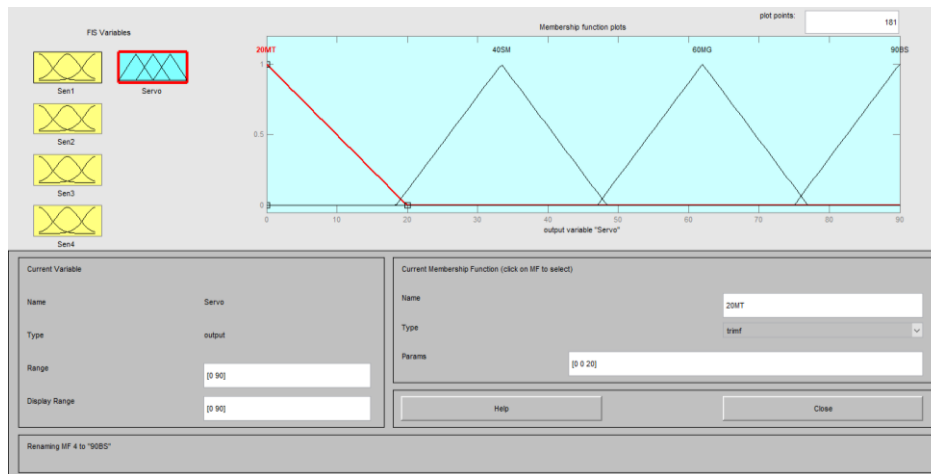 FIS Variables
Membership function plots
plot points:
181
Sen1
Servo
Sen2
Sen3
Sen4
20MT
40SM
60MG
90BS
1
0.5
0
0 10 20 30 40 50 60 70 80 90
output variable "Servo"
Current Variable
Name
Servo
Type
output
Range
[0 90]
Display Range
[0 90]
Current Membership Function (click on MF to select)
Name
20MT
Type
trimf
Params
[0 0 20]
Help
Close
Renaming MF 4 to "90BS"